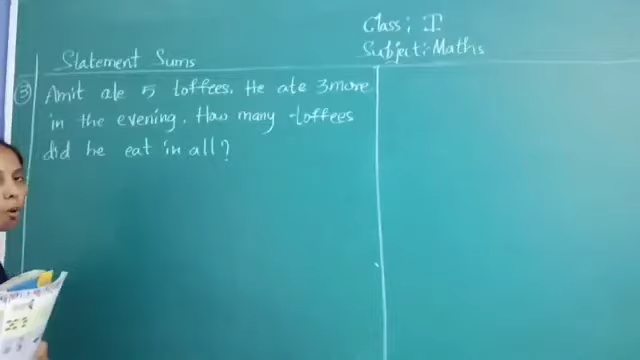 Class: I
Subject:- Maths
Statement Sums
③ Amit ate 5 toffees. He ate 3 more
in the evening. How many toffees
did he eat in all?